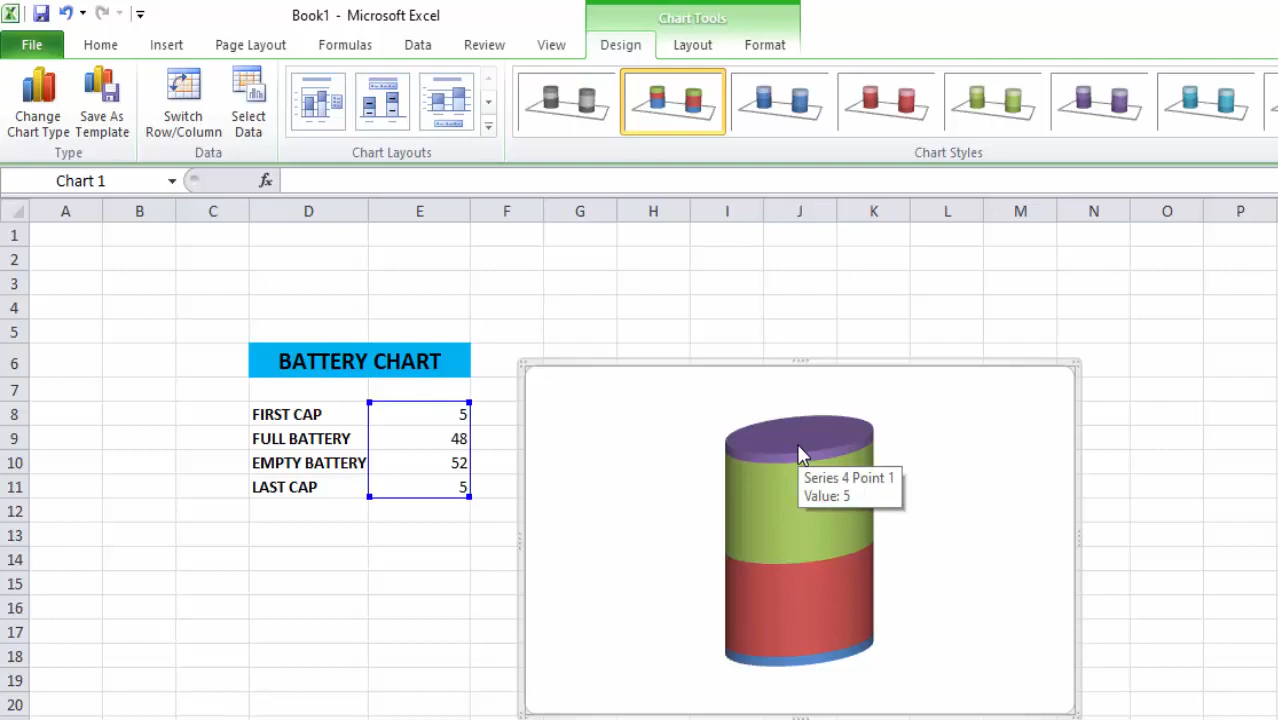 Book1 - Microsoft Excel
Chart Tools
File Home Insert Page Layout Formulas Data Review View Design Layout Format
Change Chart Type
Save As Template
Switch Row/Column
Select Data
Type Data Chart Layouts Chart Styles
Chart 1 fx
A B C D E F G H I J K L M N O P
1
2
3
4
5
6 BATTERY CHART
7
8 FIRST CAP 5
9 FULL BATTERY 48
10 EMPTY BATTERY 52
11 LAST CAP 5
12
13
14
15
16
17
18
19
20
Series 4 Point 1
Value: 5